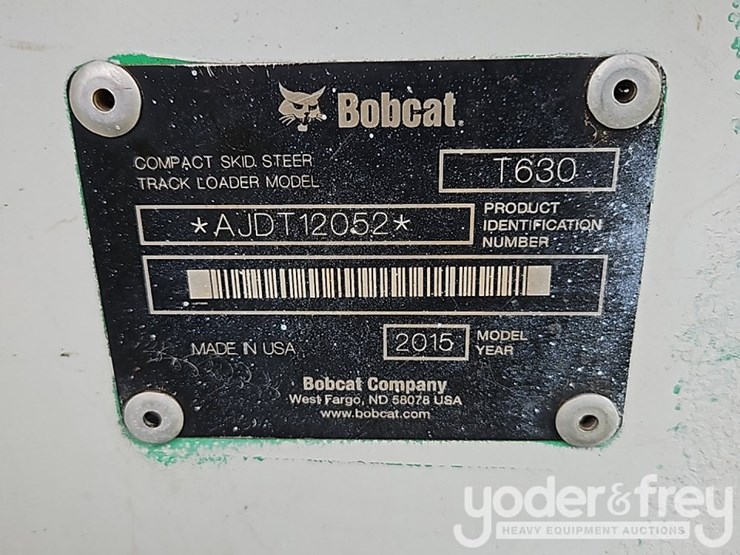 Bobcat.
COMPACT SKID STEER
TRACK LOADER MODEL
T630
*AJDT12052*
PRODUCT
IDENTIFICATION
NUMBER
MADE IN USA
2015
MODEL
YEAR
Bobcat Company
West Fargo, ND 58078 USA
www.bobcat.com
yoder&frey
HEAVY EQUIPMENT AUCTIONS